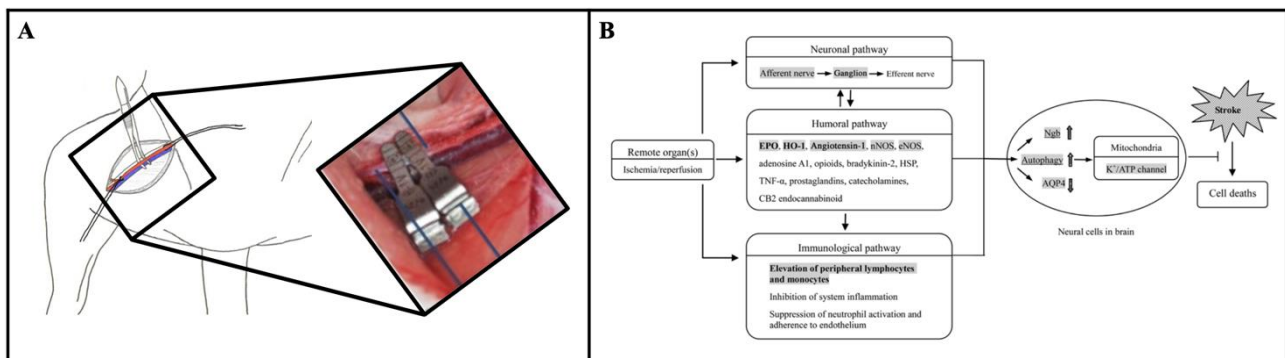 A
B
Neuronal pathway
Afferent nerve Ganglion Efferent nerve
Humoral pathway
EPO, HO-1, Angiotensin-1, nNOS, eNOS,
adenosine A1, opioids, bradykinin-2, HSP,
TNF-α, prostaglandins, catecholamines,
CB2 endocannabinoid
Remote organ(s)
Ischemia/reperfusion
Immunological pathway
Elevation of peripheral lymphocytes
and monocytes
Inhibition of system inflammation
Suppression of neutrophil activation and
adherence to endothelium
Ngb
Autophagy
AQP4
Mitochondria
K+/ATP channel
Neural cells in brain
Stroke
Cell deaths